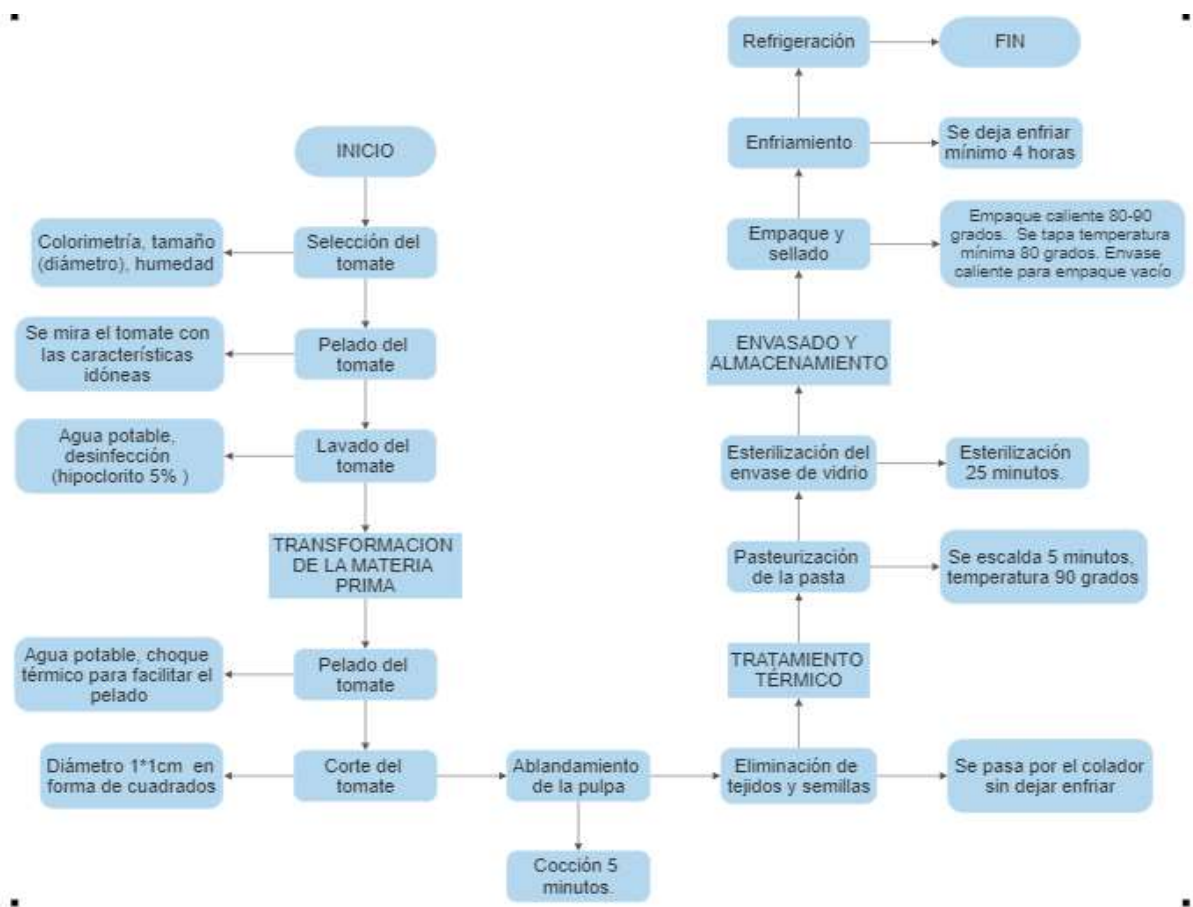 INICIO
Selección del
tomate
Colorimetría, tamaño
(diámetro), humedad
Pelado del
tomate
Se mira el tomate con
las características
idóneas
Lavado del
tomate
Agua potable,
desinfección
(hipoclorito 5% )
TRANSFORMACION
DE LA MATERIA
PRIMA
Pelado del
tomate
Agua potable, choque
térmico para facilitar el
pelado
Corte del
tomate
Diámetro 1*1cm en
forma de cuadrados
Ablandamiento
de la pulpa
Cocción 5
minutos.
Eliminación de
tejidos y semillas
Se pasa por el colador
sin dejar enfriar
TRATAMIENTO
TÉRMICO
Pasteurización
de la pasta
Se escalda 5 minutos,
temperatura 90 grados
Esterilización del
envase de vidrio
Esterilización
25 minutos.
ENVASADO Y
ALMACENAMIENTO
Empaque y
sellado
Empaque caliente 80-90
grados. Se tapa temperatura
mínima 80 grados. Envase
caliente para empaque vacío
Enfriamiento
Se deja enfriar
mínimo 4 horas
Refrigeración
FIN